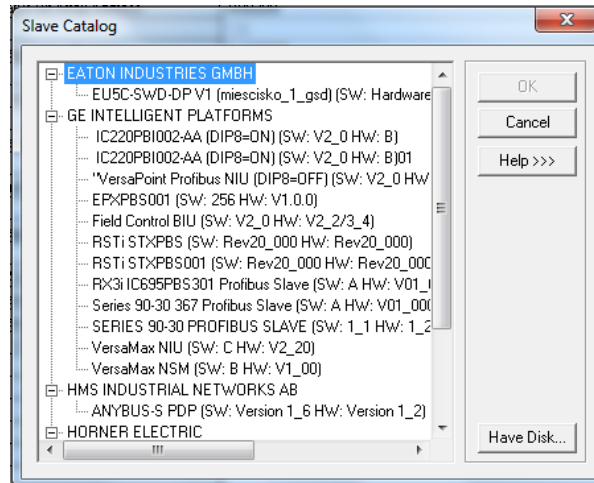 Slave Catalog
EATON INDUSTRIES GMBH
EU5C-SWD-DP V1 (miescisko_1_gsd) (SW: Hardware
GE INTELLIGENT PLATFORMS
IC220PBI002-AA (DIP8=ON) (SW: V2_0 HW: B)
IC220PBI002-AA (DIP8=ON) (SW: V2_0 HW: B)01
"VersaPoint Profibus NIU (DIP8=OFF) (SW: V2_0 HW
EPXPBS001 (SW: 256 HW: V1.0.0)
Field Control BIU (SW: V2_0 HW: V2_2/3_4)
RSTi STXPBS (SW: Rev20_000 HW: Rev20_000)
RSTi STXPBS001 (SW: Rev20_000 HW: Rev20_000
RX3i IC695PBS301 Profibus Slave (SW: A HW: V01_
Series 90-30 367 Profibus Slave (SW: A HW: V01_000
SERIES 90-30 PROFIBUS SLAVE (SW: 1_1 HW: 1_2
VersaMax NIU (SW: C HW: V2_20)
VersaMax NSM (SW: B HW: V1_00)
HMS INDUSTRIAL NETWORKS AB
ANYBUS-S PDP (SW: Version 1_6 HW: Version 1_2)
HORNER ELECTRIC
OK
Cancel
Help >>>
Have Disk...